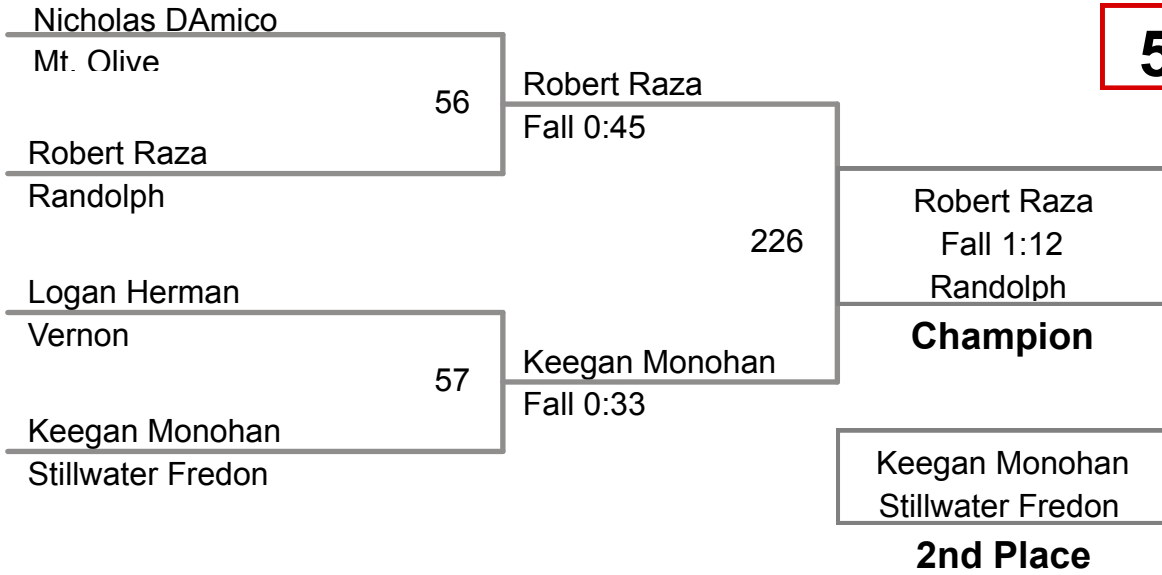 Nicholas DAmico
Mt. Olive
5
56
Robert Raza
Fall 0:45
Robert Raza
Randolph
226
Robert Raza
Fall 1:12
Randolph
Champion
Logan Herman
Vernon
57
Keegan Monohan
Fall 0:33
Keegan Monohan
Stillwater Fredon
Keegan Monohan
Stillwater Fredon
2nd Place